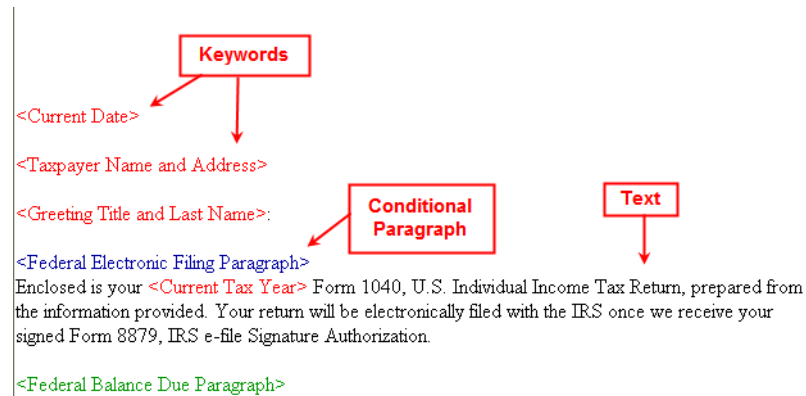 Keywords
<Current Date>
<Taxpayer Name and Address>
<Greeting Title and Last Name>:
Conditional
Paragraph
Text
<Federal Electronic Filing Paragraph>
Enclosed is your <Current Tax Year> Form 1040, U.S. Individual Income Tax Return, prepared from
the information provided. Your return will be electronically filed with the IRS once we receive your
signed Form 8879, IRS e-file Signature Authorization.
<Federal Balance Due Paragraph>